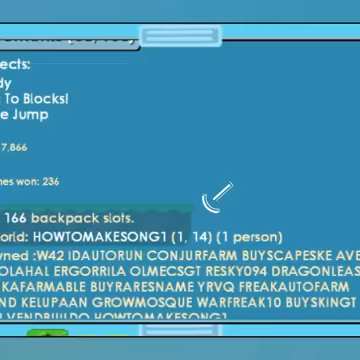 ects:
dy
To Blocks!
e Jump
7,866
nes won: 236
166 backpack slots.
orld: HOWTOMAKESONG1 (1, 14) (1 person)
wned :W42 IDAUTORUN CONJURFARM BUYSCAPESKE AVE
OLAHAL ERGORRILA OLMECSGT RESKY094 DRAGONLEAS
KAFARMABLE BUYRARESNAME YRVQ FREAKAUTOFARM
ND KELUPAAN GROWMOSQUE WARFREAK10 BUYSKINGT
VENDBUILDO HOWTOMAKESONG1